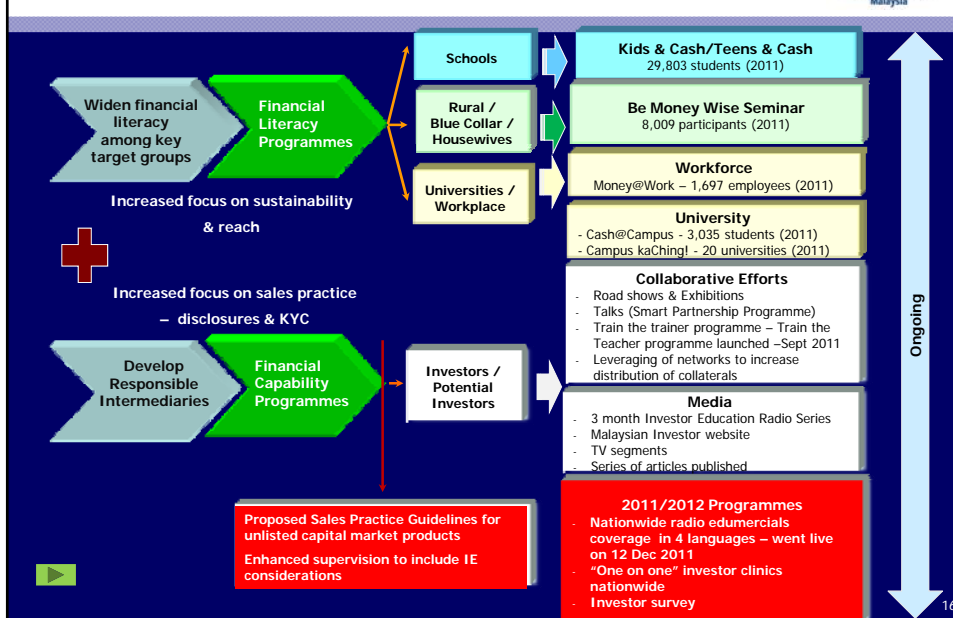 Malaysia
Widen financial
literacy
among key
target groups
Financial
Literacy
Programmes
Schools
Kids & Cash/Teens & Cash
29,803 students (2011)
Rural /
Blue Collar /
Housewives
Be Money Wise Seminar
8,009 participants (2011)
Universities /
Workplace
Workforce
Money@Work – 1,697 employees (2011)
University
- Cash@Campus - 3,035 students (2011)
- Campus kaChing! - 20 universities (2011)
Increased focus on sustainability
& reach
Increased focus on sales practice
– disclosures & KYC
Develop
Responsible
Intermediaries
Financial
Capability
Programmes
Investors /
Potential
Investors
Collaborative Efforts
- Road shows & Exhibitions
- Talks (Smart Partnership Programme)
- Train the trainer programme – Train the
Teacher programme launched –Sept 2011
- Leveraging of networks to increase
distribution of collaterals
Media
- 3 month Investor Education Radio Series
- Malaysian Investor website
- TV segments
- Series of articles published
Proposed Sales Practice Guidelines for
unlisted capital market products
Enhanced supervision to include IE
considerations
2011/2012 Programmes
- Nationwide radio edumercials
coverage in 4 languages – went live
on 12 Dec 2011
- “One on one” investor clinics
nationwide
- Investor survey
Ongoing
16